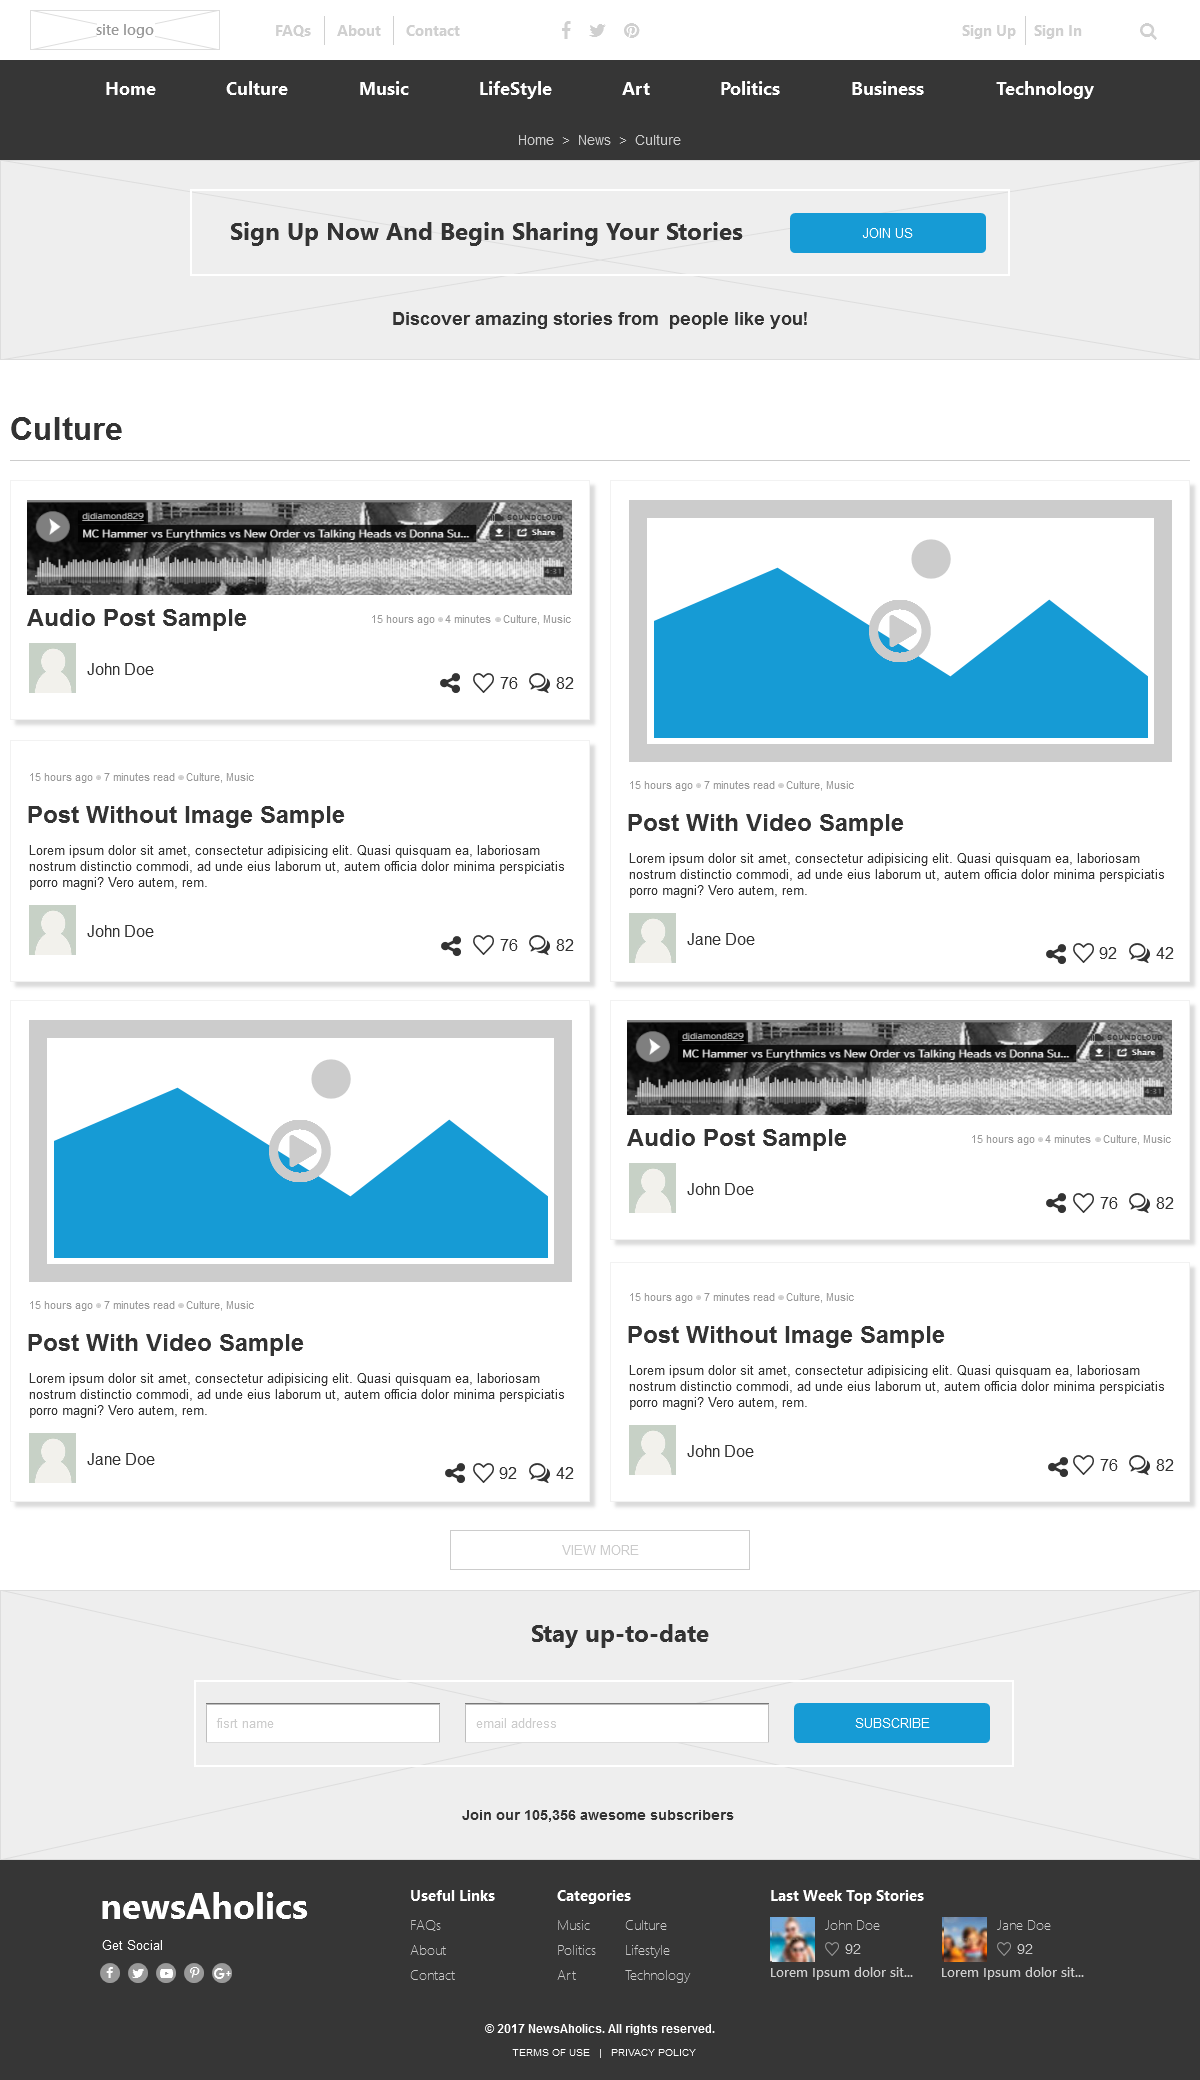 site logo
FAQs About Contact
Sign Up Sign In
Home Culture Music LifeStyle Art Politics Business Technology
Home > News > Culture
Sign Up Now And Begin Sharing Your Stories
JOIN US
Discover amazing stories from people like you!
Culture
djdiamond829
SOUNDCLOUD
MC Hammer vs Eurythmics vs New Order vs Talking Heads vs Donna Su...
Share
4:31
Audio Post Sample
15 hours ago 4 minutes Culture, Music
John Doe
76 82
15 hours ago 7 minutes read Culture, Music
Post Without Image Sample
Lorem ipsum dolor sit amet, consectetur adipisicing elit. Quasi quisquam ea, laboriosam
nostrum distinctio commodi, ad unde eius laborum ut, autem officia dolor minima perspiciatis
porro magni? Vero autem, rem.
John Doe
76 82
15 hours ago 7 minutes read Culture, Music
Post With Video Sample
Lorem ipsum dolor sit amet, consectetur adipisicing elit. Quasi quisquam ea, laboriosam
nostrum distinctio commodi, ad unde eius laborum ut, autem officia dolor minima perspiciatis
porro magni? Vero autem, rem.
Jane Doe
92 42
15 hours ago 7 minutes read Culture, Music
Post With Video Sample
Lorem ipsum dolor sit amet, consectetur adipisicing elit. Quasi quisquam ea, laboriosam
nostrum distinctio commodi, ad unde eius laborum ut, autem officia dolor minima perspiciatis
porro magni? Vero autem, rem.
Jane Doe
92 42
djdiamond829
SOUNDCLOUD
MC Hammer vs Eurythmics vs New Order vs Talking Heads vs Donna Su...
Share
4:31
Audio Post Sample
15 hours ago 4 minutes Culture, Music
John Doe
76 82
15 hours ago 7 minutes read Culture, Music
Post Without Image Sample
Lorem ipsum dolor sit amet, consectetur adipisicing elit. Quasi quisquam ea, laboriosam
nostrum distinctio commodi, ad unde eius laborum ut, autem officia dolor minima perspiciatis
porro magni? Vero autem, rem.
John Doe
76 82
VIEW MORE
Stay up-to-date
fisrt name
email address
SUBSCRIBE
Join our 105,356 awesome subscribers
newsAholics
Get Social
Useful Links
FAQs
About
Contact
Categories
Music Culture
Politics Lifestyle
Art Technology
Last Week Top Stories
John Doe
92
Lorem Ipsum dolor sit...
Jane Doe
92
Lorem Ipsum dolor sit...
© 2017 NewsAholics. All rights reserved.
TERMS OF USE | PRIVACY POLICY